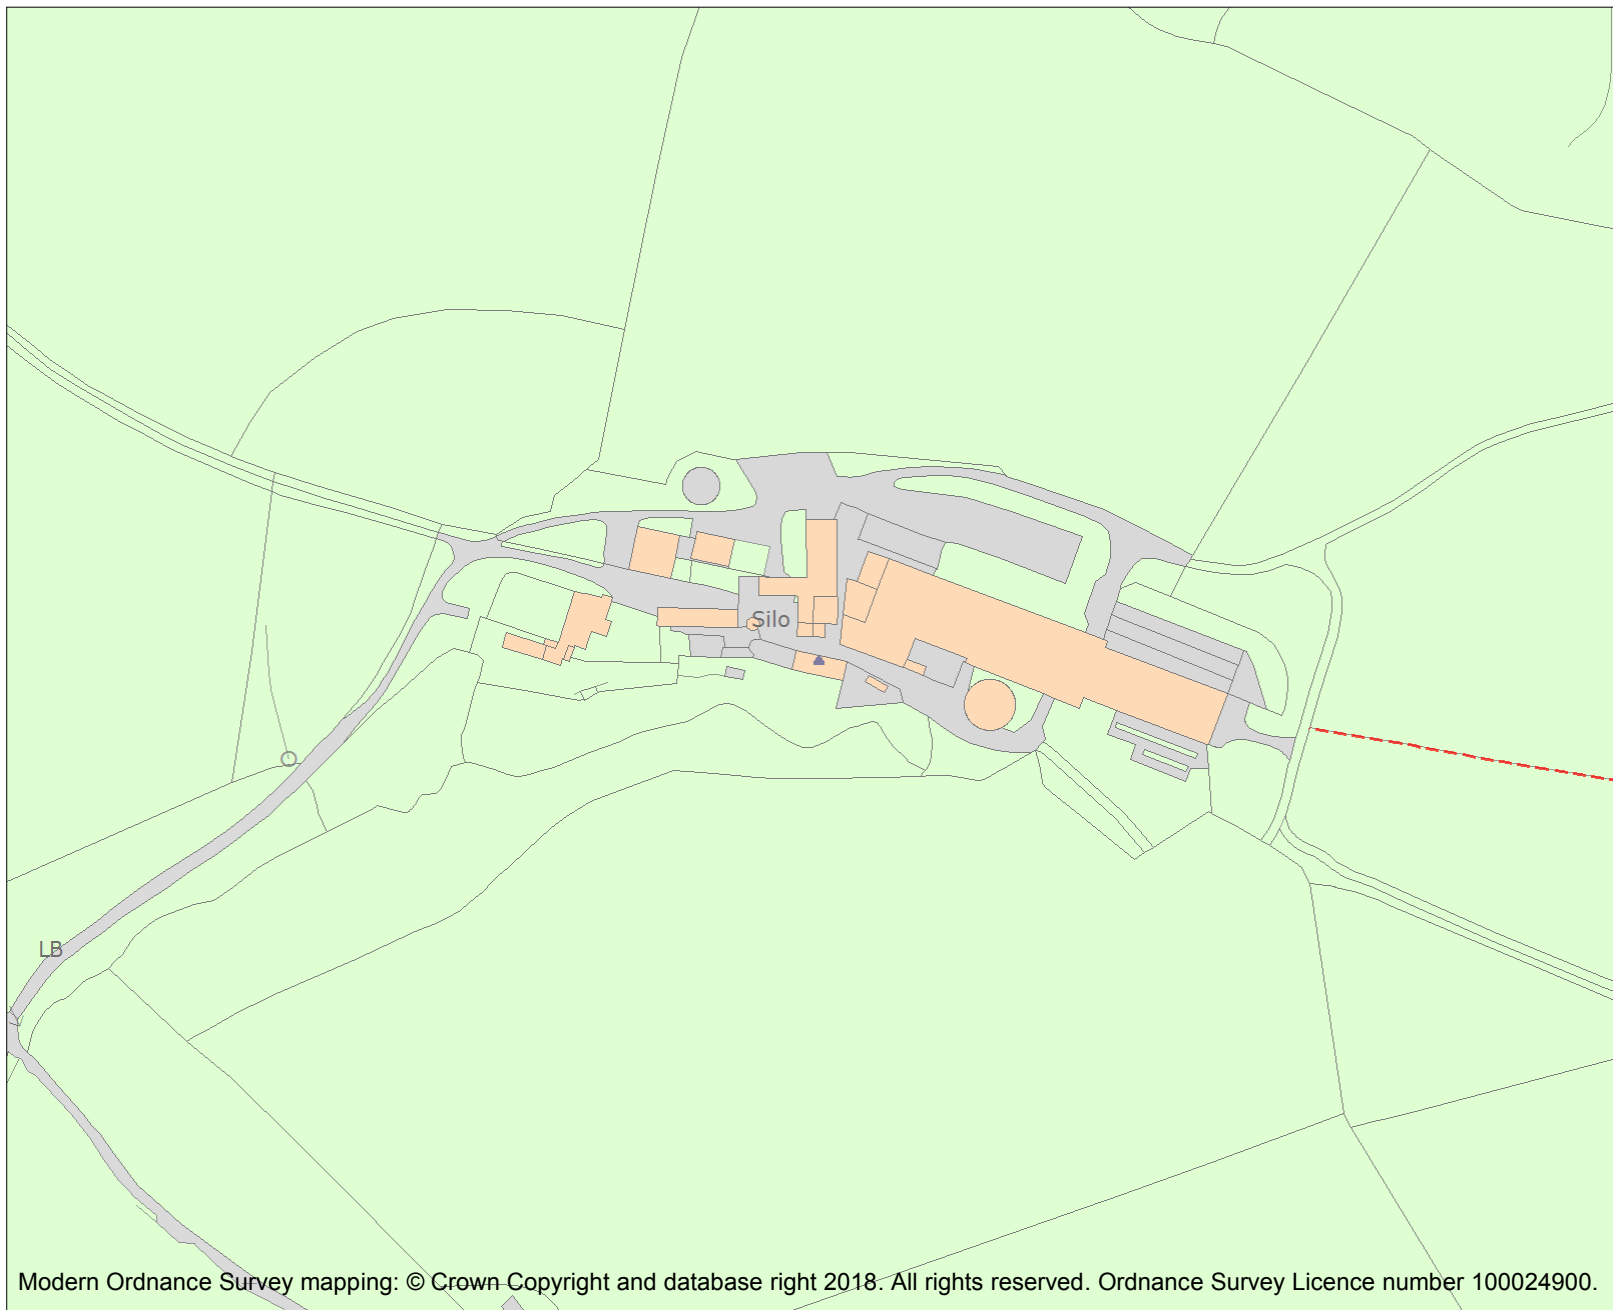 Silo
LB
Modern Ordnance Survey mapping: © Crown Copyright and database right 2018. All rights reserved. Ordnance Survey Licence number 100024900.